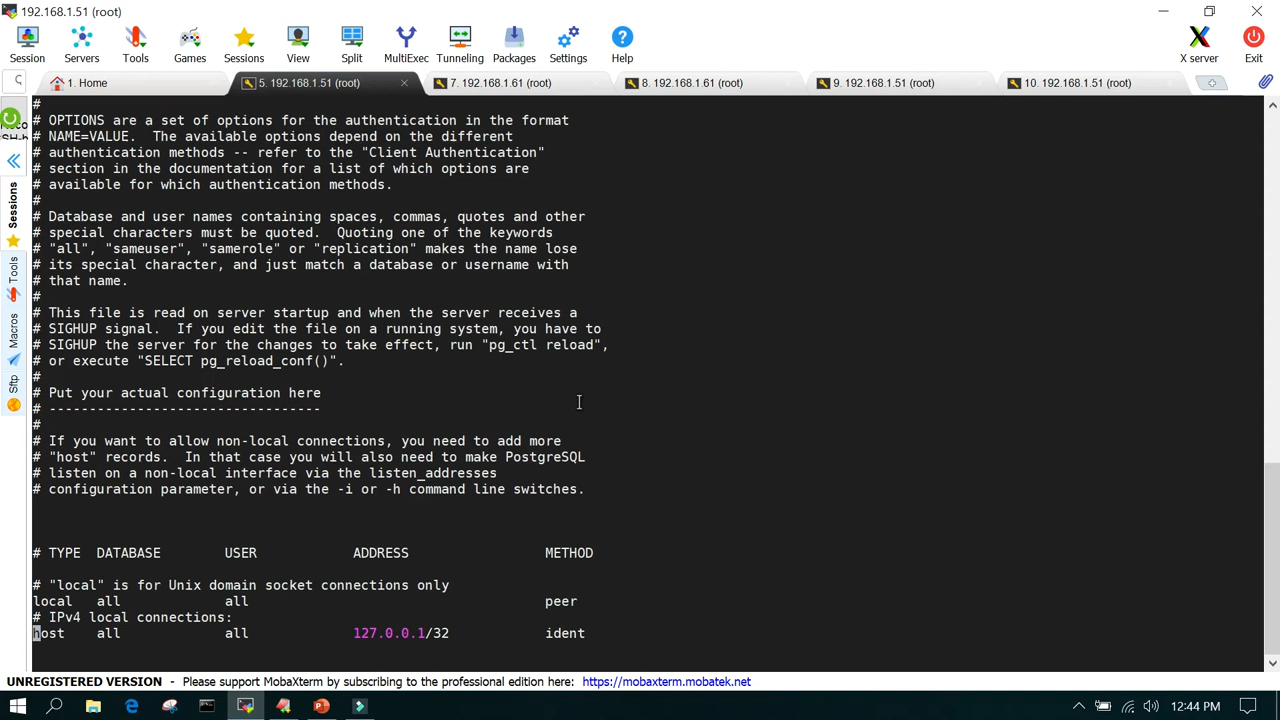 192.168.1.51 (root)
Session Servers Tools Games Sessions View Split MultiExec Tunneling Packages Settings Help X server Exit
1. Home 5. 192.168.1.51 (root) 7. 192.168.1.61 (root) 8. 192.168.1.61 (root) 9. 192.168.1.51 (root) 10. 192.168.1.51 (root)
Sessions
Tools
Macros
Sftp
#
# OPTIONS are a set of options for the authentication in the format
# NAME=VALUE.  The available options depend on the different
# authentication methods -- refer to the "Client Authentication"
# section in the documentation for a list of which options are
# available for which authentication methods.
#
# Database and user names containing spaces, commas, quotes and other
# special characters must be quoted.  Quoting one of the keywords
# "all", "sameuser", "samerole" or "replication" makes the name lose
# its special character, and just match a database or username with
# that name.
#
# This file is read on server startup and when the server receives a
# SIGHUP signal.  If you edit the file on a running system, you have to
# SIGHUP the server for the changes to take effect, run "pg_ctl reload",
# or execute "SELECT pg_reload_conf()".
#
# Put your actual configuration here
# ----------------------------------
#
# If you want to allow non-local connections, you need to add more
# "host" records.  In that case you will also need to make PostgreSQL
# listen on a non-local interface via the listen_addresses
# configuration parameter, or via the -i or -h command line switches.
# TYPE  DATABASE        USER            ADDRESS                 METHOD
# "local" is for Unix domain socket connections only
local   all             all                                     peer
# IPv4 local connections:
host    all             all             127.0.0.1/32            ident
UNREGISTERED VERSION - Please support MobaXterm by subscribing to the professional edition here: https://mobaxterm.mobatek.net
12:44 PM